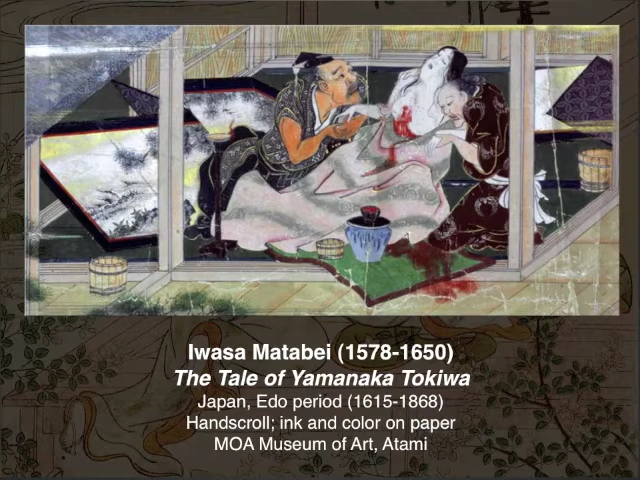 Iwasa Matabei (1578-1650)
The Tale of Yamanaka Tokiwa
Japan, Edo period (1615-1868)
Handscroll; ink and color on paper
MOA Museum of Art, Atami